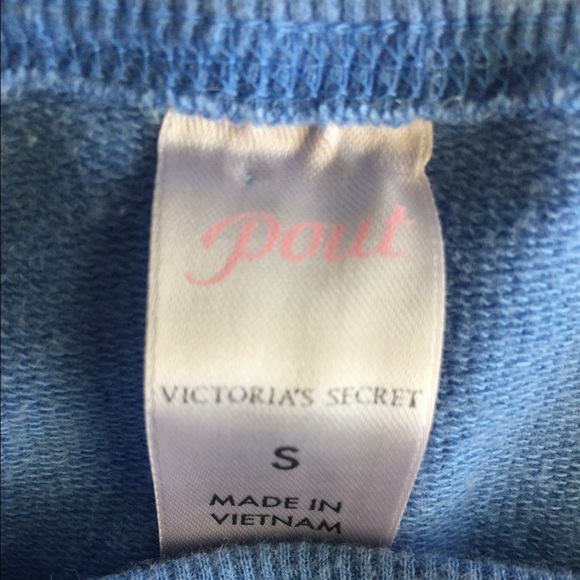 Pout
VICTORIA'S SECRET
S
MADE IN
VIETNAM